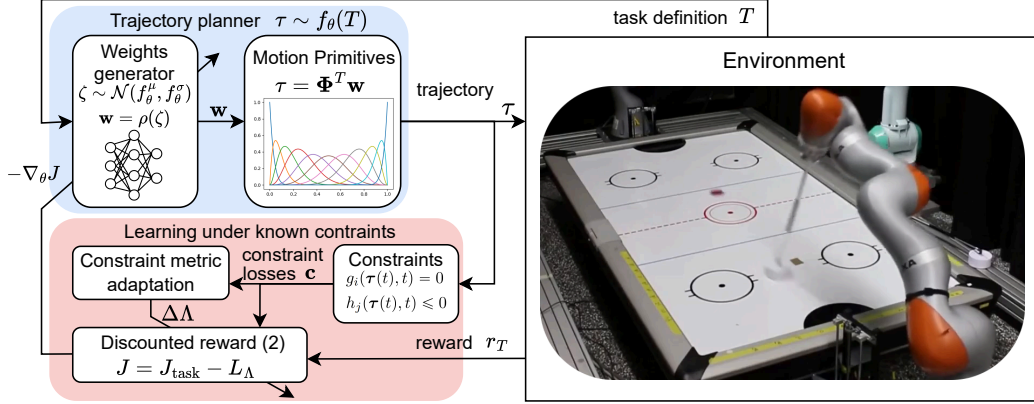 Trajectory planner τ ∼ f_θ(T)
task definition T
Weights
generator
ζ ∼ 𝒩(f_θ^μ, f_θ^σ)
w = ρ(ζ)
w
Motion Primitives
τ = Φ^T w
1.0
0.8
0.6
0.4
0.2
0.0
0.0 0.2 0.4 0.6 0.8 1.0
trajectory
τ
Environment
−∇_θ J
Learning under known contraints
Constraint metric
adaptation
constraint
losses c
Constraints
g_i(τ(t), t) = 0
h_j(τ(t), t) ⩽ 0
ΔΛ
Discounted reward (2)
J = J_task − L_Λ
reward r_T